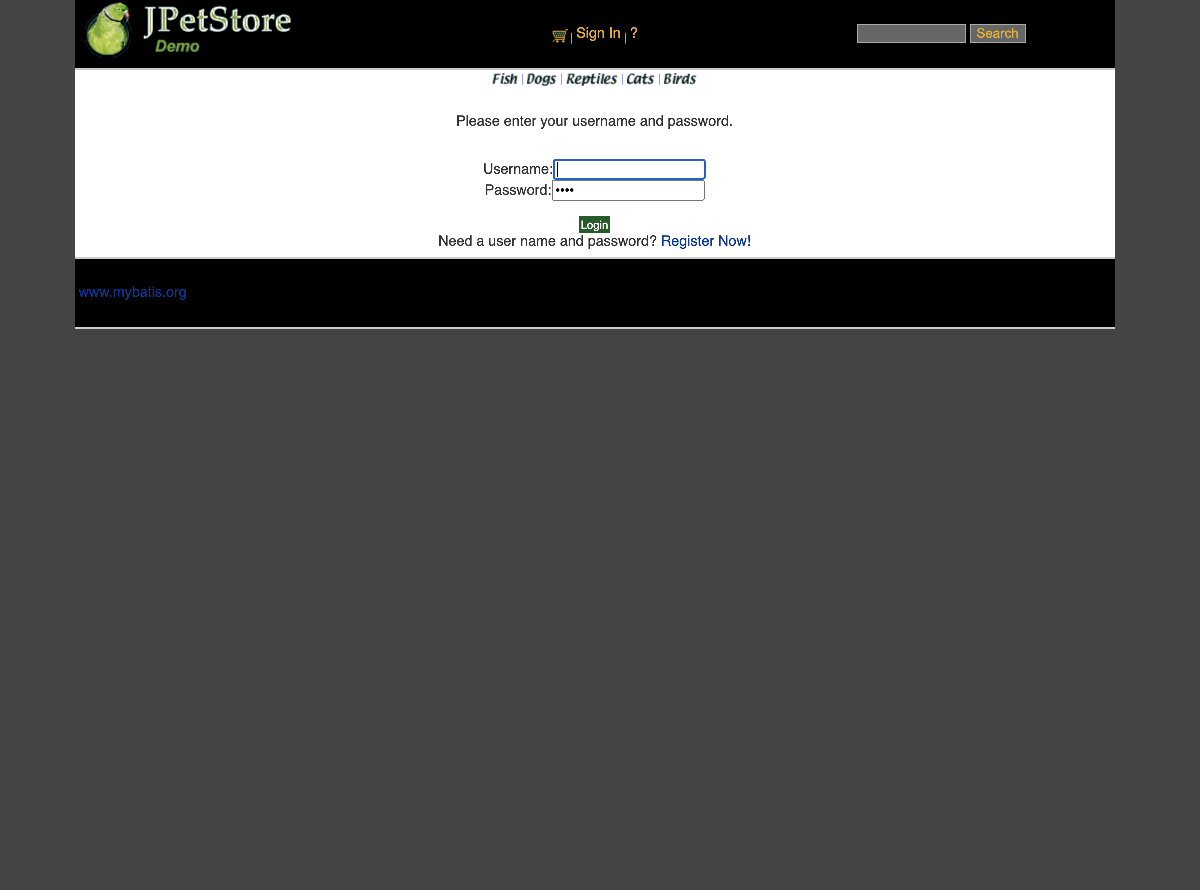 JPetStore
Demo
Sign In | ?
Search
Fish | Dogs | Reptiles | Cats | Birds
Please enter your username and password.
Username:
Password: ••••
Login
Need a user name and password? Register Now!
www.mybatis.org